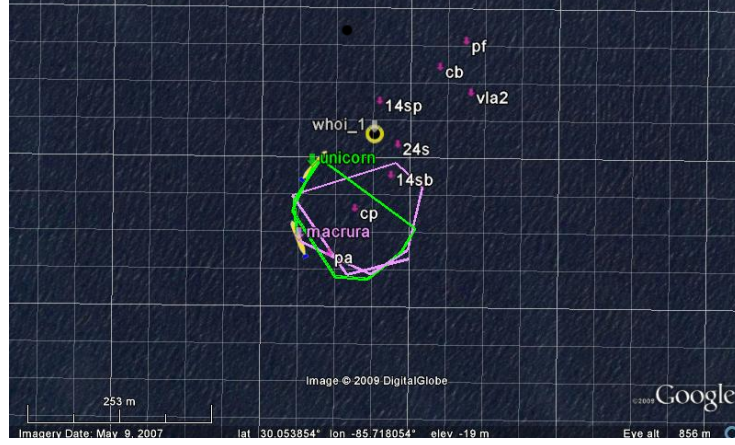 pf
cb
vla2
14sp
whoi_1
24s
unicorn
14sb
cp
macrura
pa
Image © 2009 DigitalGlobe
©2009 Google
253 m
Imagery Date: May 9, 2007 lat 30.053854° lon -85.718054° elev -19 m Eye alt 856 m